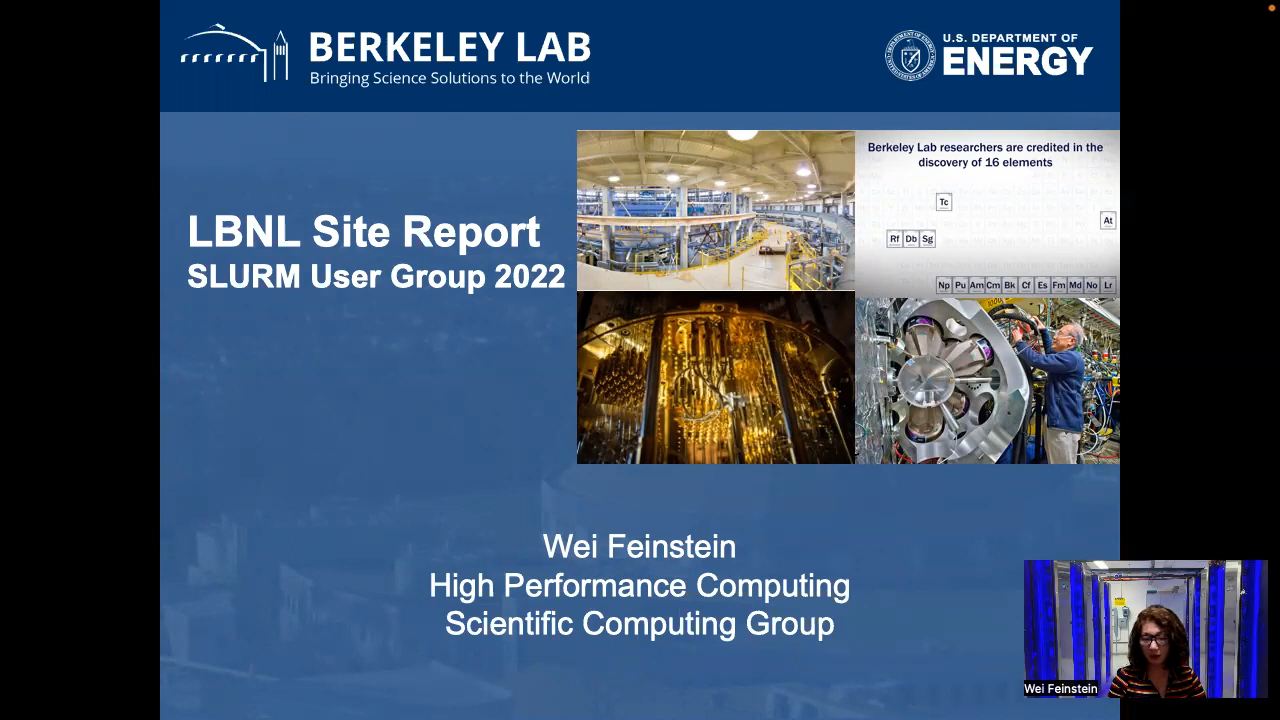 BERKELEY LAB
Bringing Science Solutions to the World
U.S. DEPARTMENT OF
ENERGY
Berkeley Lab researchers are credited in the
discovery of 16 elements
Tc
At
Rf Db Sg
Np Pu Am Cm Bk Cf Es Fm Md No Lr
LBNL Site Report
SLURM User Group 2022
Wei Feinstein
High Performance Computing
Scientific Computing Group
Wei Feinstein